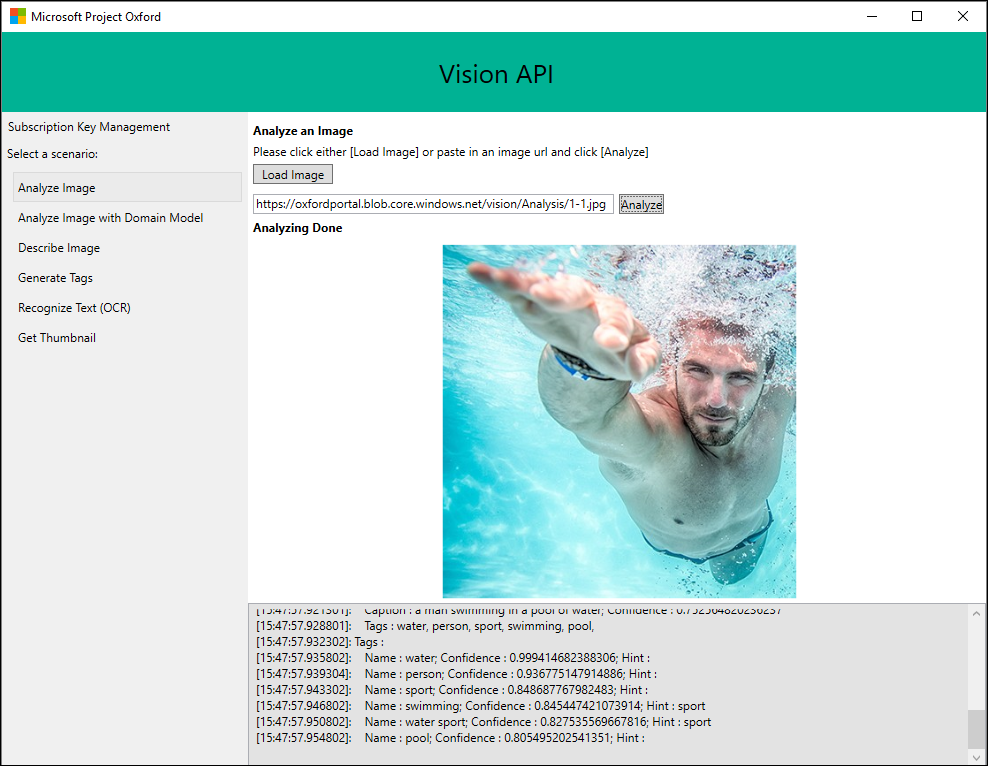 Microsoft Project Oxford
Vision API
Subscription Key Management
Select a scenario:
Analyze Image
Analyze Image with Domain Model
Describe Image
Generate Tags
Recognize Text (OCR)
Get Thumbnail
Analyze an Image
Please click either [Load Image] or paste in an image url and click [Analyze]
Load Image
https://oxfordportal.blob.core.windows.net/vision/Analysis/1-1.jpg Analyze
Analyzing Done
[15:47:57.921301]: Caption : a man swimming in a pool of water; Confidence : 0.752564820236237
[15:47:57.928801]: Tags : water, person, sport, swimming, pool,
[15:47:57.932302]: Tags :
[15:47:57.935802]: Name : water; Confidence : 0.999414682388306; Hint :
[15:47:57.939304]: Name : person; Confidence : 0.936775147914886; Hint :
[15:47:57.943302]: Name : sport; Confidence : 0.848687767982483; Hint :
[15:47:57.946802]: Name : swimming; Confidence : 0.845447421073914; Hint : sport
[15:47:57.950802]: Name : water sport; Confidence : 0.827535569667816; Hint : sport
[15:47:57.954802]: Name : pool; Confidence : 0.805495202541351; Hint :